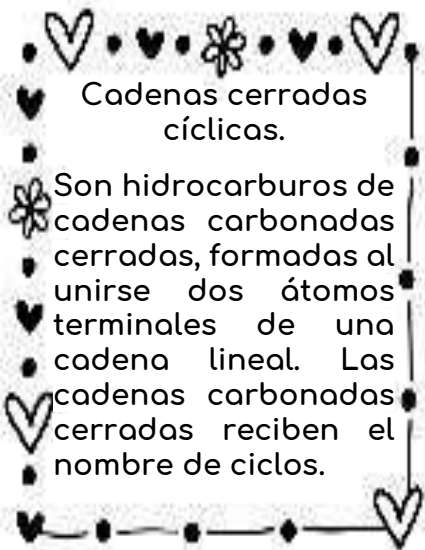 Cadenas cerradas
cíclicas.
Son hidrocarburos de
cadenas carbonadas
cerradas, formadas al
unirse dos átomos
terminales de una
cadena lineal. Las
cadenas carbonadas
cerradas reciben el
nombre de ciclos.